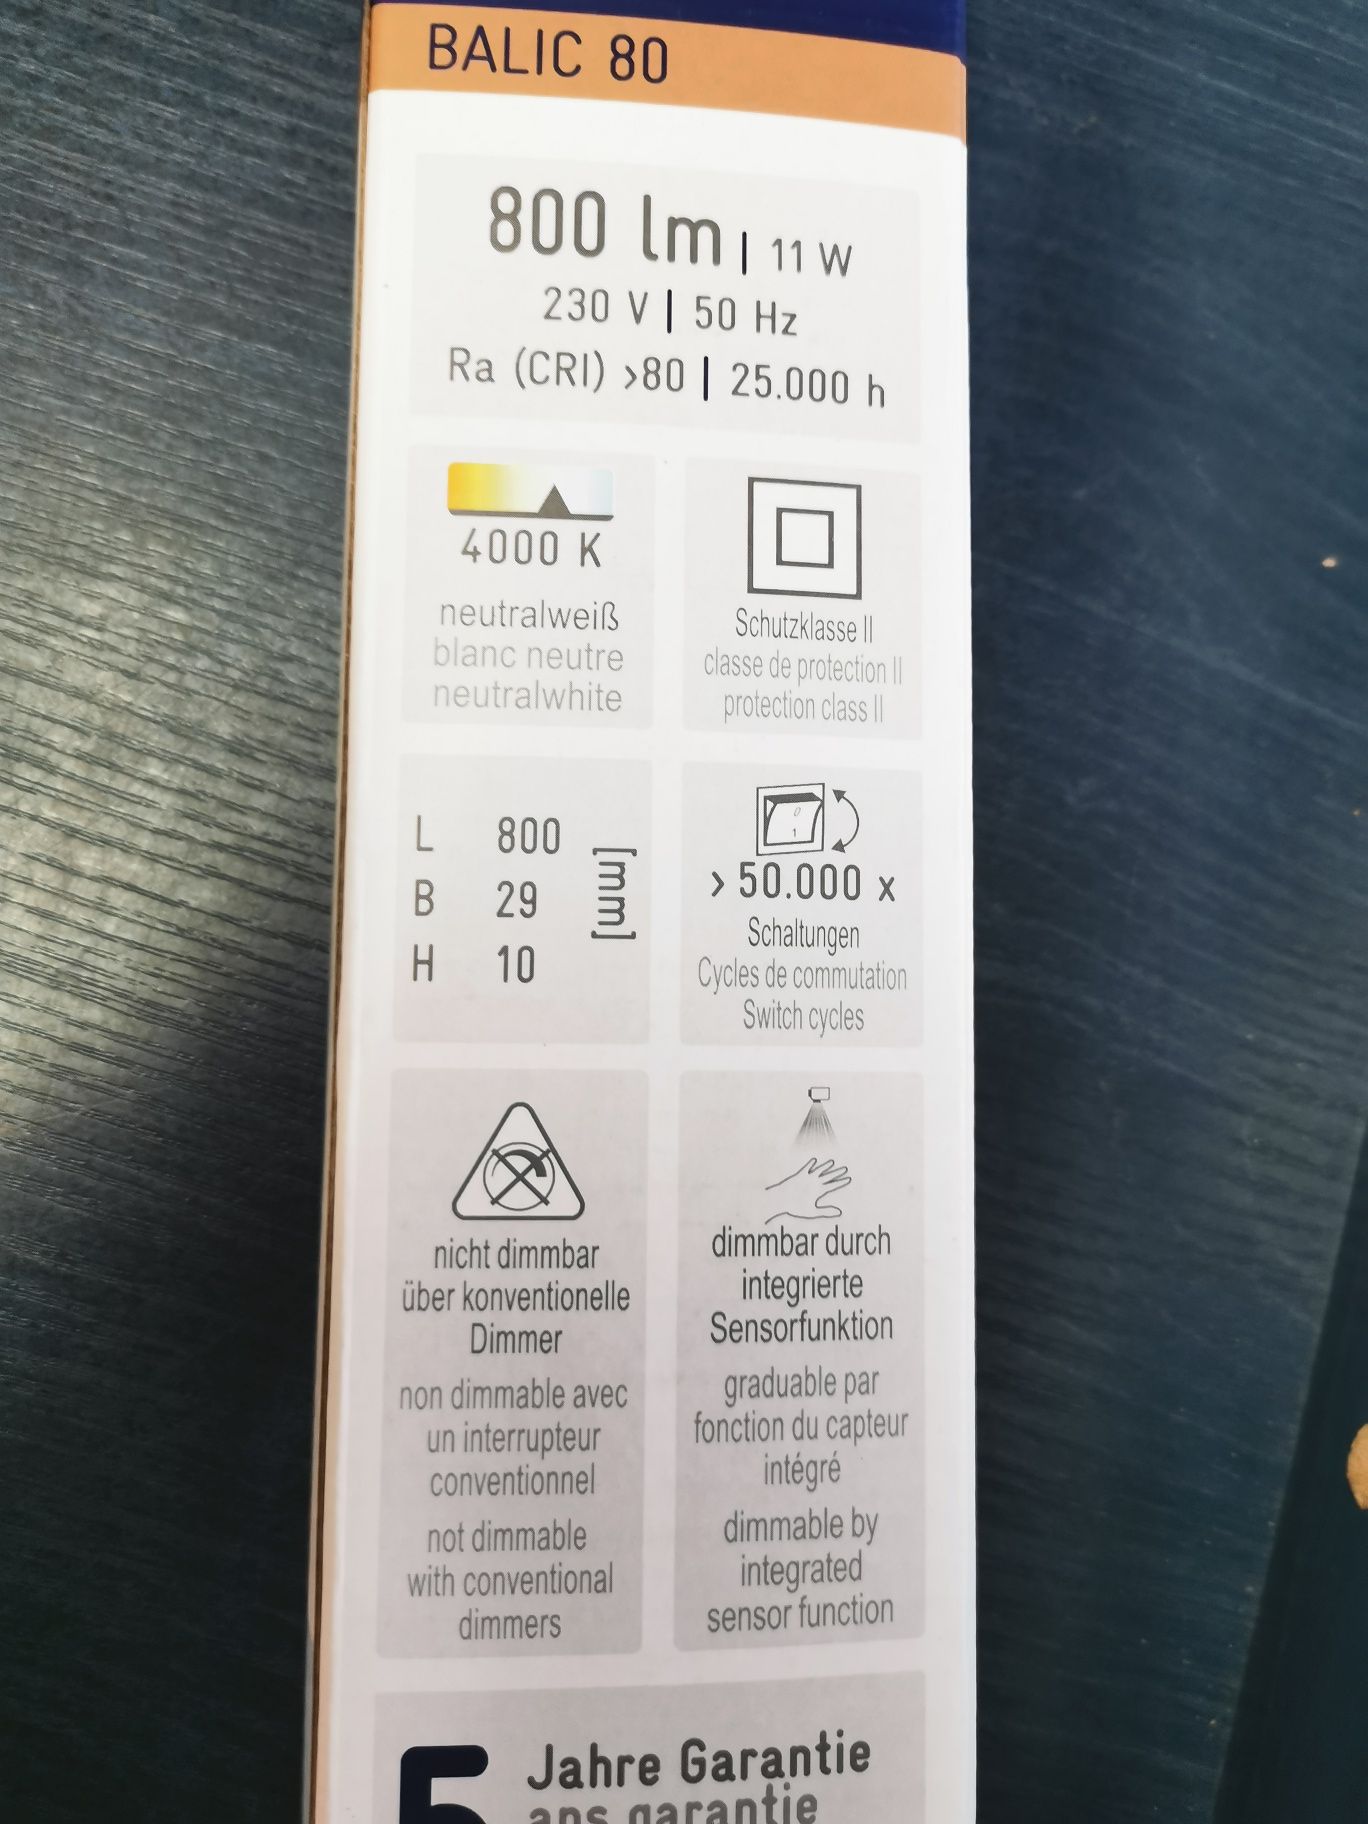 BALIC 80
800 lm | 11 W
230 V | 50 Hz
Ra (CRI) >80 | 25.000 h
4000 K
neutralweiß
blanc neutre
neutralwhite
Schutzklasse II
classe de protection II
protection class II
L 800
B 29
H 10
[mm]
0
1
> 50.000 x
Schaltungen
Cycles de commutation
Switch cycles
nicht dimmbar
über konventionelle
Dimmer
non dimmable avec
un interrupteur
conventionnel
not dimmable
with conventional
dimmers
dimmbar durch
integrierte
Sensorfunktion
graduable par
fonction du capteur
intégré
dimmable by
integrated
sensor function
5 Jahre Garantie
ans garantie